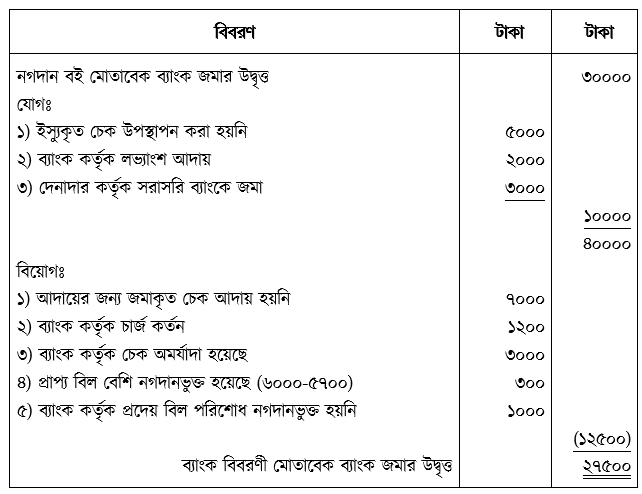 বিবরণ টাকা টাকা
নগদান বই মোতাবেক ব্যাংক জমার উদ্বৃত্ত ৩০০০০
যোগঃ
১) ইস্যুকৃত চেক উপস্থাপন করা হয়নি ৫০০০
২) ব্যাংক কর্তৃক লভ্যাংশ আদায় ২০০০
৩) দেনাদার কর্তৃক সরাসরি ব্যাংকে জমা ৩০০০
১০০০০
৪০০০০
বিয়োগঃ
১) আদায়ের জন্য জমাকৃত চেক আদায় হয়নি ৭০০০
২) ব্যাংক কর্তৃক চার্জ কর্তন ১২০০
৩) ব্যাংক কর্তৃক চেক অমর্যাদা হয়েছে ৩০০০
৪) প্রাপ্য বিল বেশি নগদানভুক্ত হয়েছে (৬০০০-৫৭০০) ৩০০
৫) ব্যাংক কর্তৃক প্রদেয় বিল পরিশোধ নগদানভুক্ত হয়নি ১০০০
(১২৫০০)
ব্যাংক বিবরণী মোতাবেক ব্যাংক জমার উদ্বৃত্ত ২৭৫০০